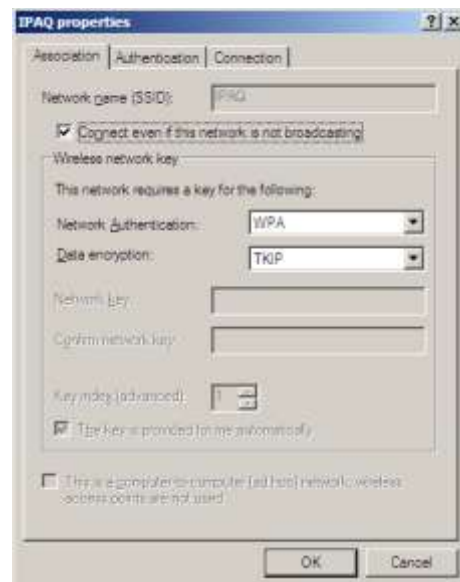 IPAQ properties
? x
Association Authentication Connection
Network name (SSID): IPAQ
Connect even if this network is not broadcasting
Wireless network key
This network requires a key for the following:
Network Authentication: WPA
Data encryption: TKIP
Network key:
Confirm network key:
Key index (advanced): 1
The key is provided for me automatically
This is a computer-to-computer (ad hoc) network; wireless
access points are not used
OK Cancel